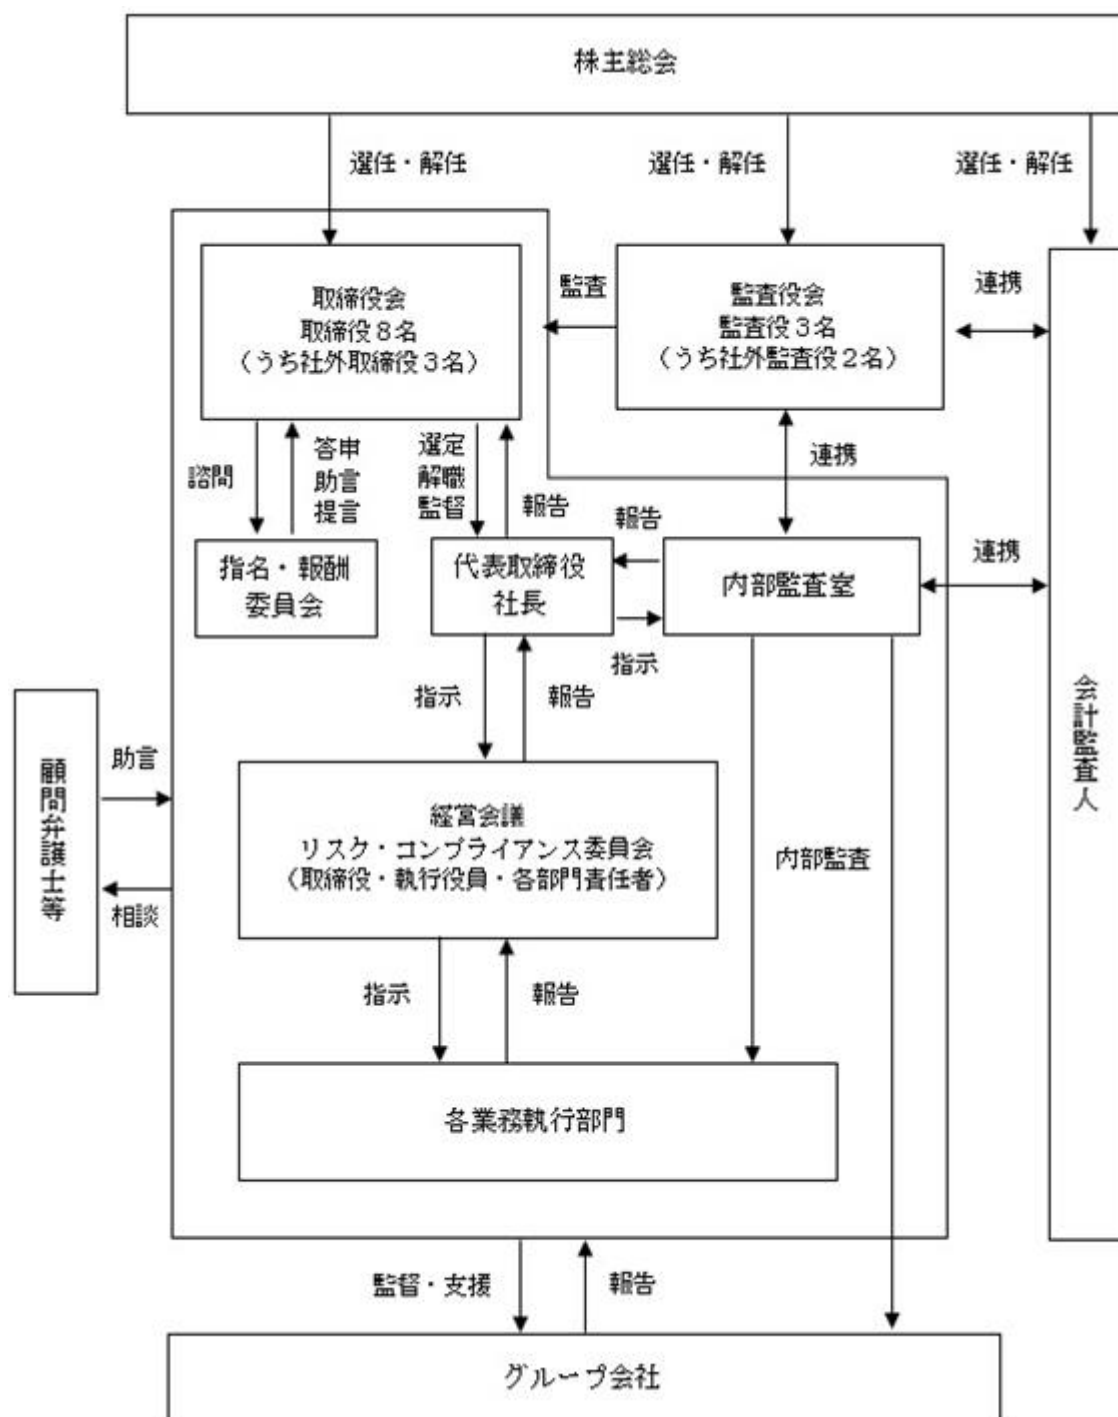 株主総会
選任・解任
選任・解任
選任・解任
取締役会
取締役8名
（うち社外取締役3名）
監査
監査役会
監査役3名
（うち社外監査役2名）
連携
諮問
答申
助言
提言
選定
解職
監督
報告
報告
連携
指名・報酬
委員会
代表取締役
社長
内部監査室
連携
指示
指示
報告
会計監査人
顧問弁護士等
助言
相談
経営会議
リスク・コンプライアンス委員会
（取締役・執行役員・各部門責任者）
内部監査
指示
報告
各業務執行部門
監督・支援
報告
グループ会社